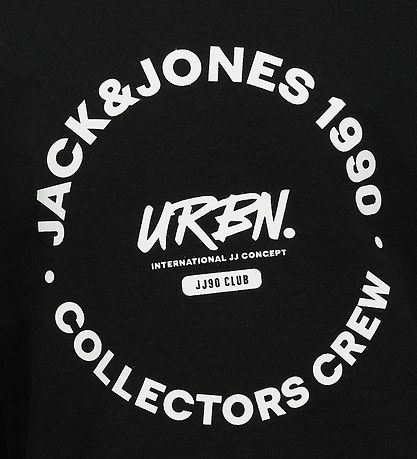 JACK&JONES 1990
URBN.
INTERNATIONAL JJ CONCEPT
JJ90 CLUB
• COLLECTORS CREW •